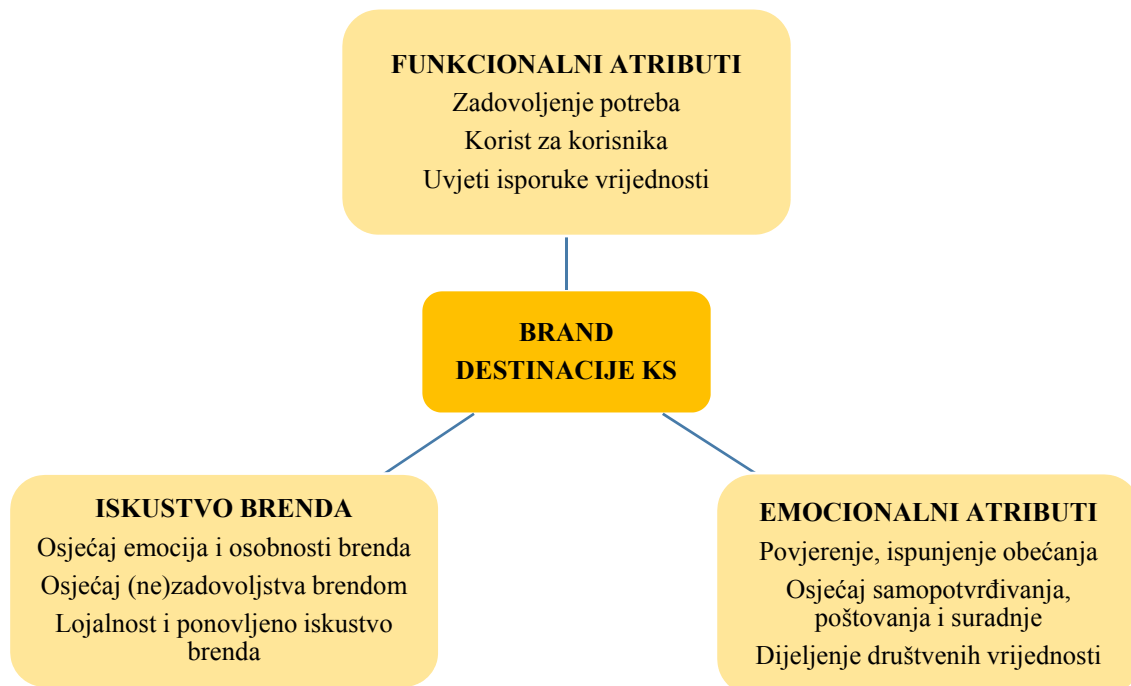 FUNKCIONALNI ATRIBUTI
Zadovoljenje potreba
Korist za korisnika
Uvjeti isporuke vrijednosti
BRAND
DESTINACIJE KS
ISKUSTVO BRENDA
Osjećaj emocija i osobnosti brenda
Osjećaj (ne)zadovoljstva brendom
Lojalnost i ponovljeno iskustvo
brenda
EMOCIONALNI ATRIBUTI
Povjerenje, ispunjenje obećanja
Osjećaj samopotvrđivanja,
poštovanja i suradnje
Dijeljenje društvenih vrijednosti